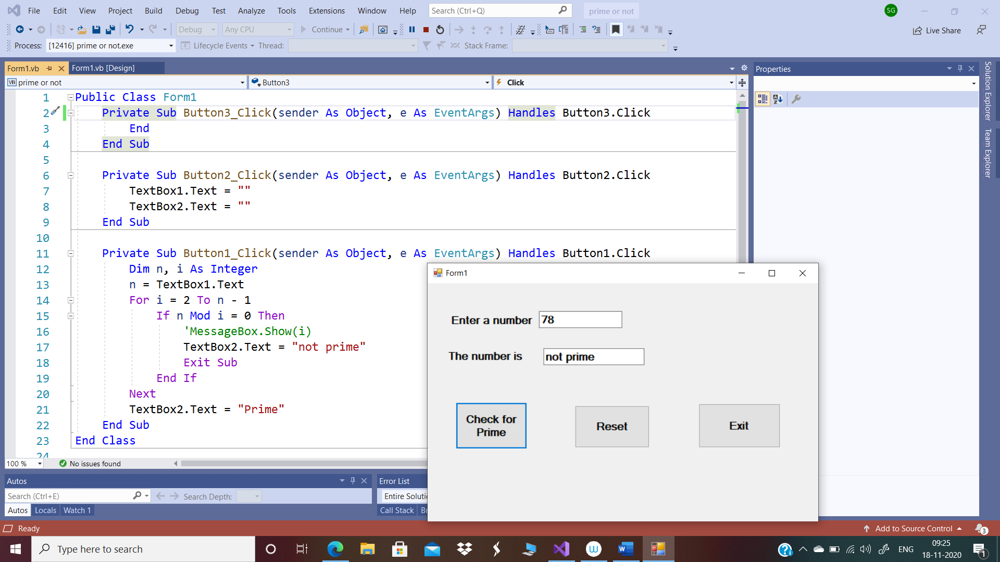 File Edit View Project Build Debug Test Analyze Tools Extensions Window Help Search (Ctrl+Q) prime or not SG
Debug Any CPU Continue Live Share
Process: [12416] prime or not.exe Lifecycle Events Thread: Stack Frame:
Form1.vb Form1.vb [Design]
VB prime or not Button3 Click
1 Public Class Form1
2 Private Sub Button3_Click(sender As Object, e As EventArgs) Handles Button3.Click
3 End
4 End Sub
5
6 Private Sub Button2_Click(sender As Object, e As EventArgs) Handles Button2.Click
7 TextBox1.Text = ""
8 TextBox2.Text = ""
9 End Sub
10
11 Private Sub Button1_Click(sender As Object, e As EventArgs) Handles Button1.Click
12 Dim n, i As Integer
13 n = TextBox1.Text
14 For i = 2 To n - 1
15 If n Mod i = 0 Then
16 'MessageBox.Show(i)
17 TextBox2.Text = "not prime"
18 Exit Sub
19 End If
20 Next
21 TextBox2.Text = "Prime"
22 End Sub
23 End Class
24
100 % No issues found
Properties
Solution Explorer
Team Explorer
Form1
Enter a number 78
The number is not prime
Check for
Prime
Reset
Exit
Autos
Search (Ctrl+E) Search Depth:
Autos Locals Watch 1
Error List
Entire Soluti
Call Stack Br
Ready Add to Source Control 3
Type here to search
ENG
09:25
18-11-2020
1